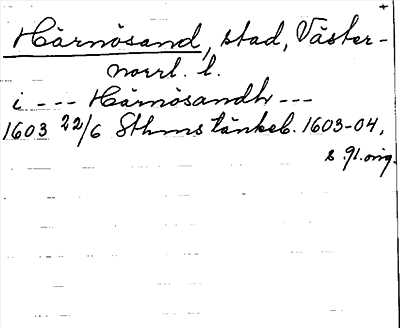 Härnösand, stad, Väster-
norrl. l.
i --- Härnösandh ---
1603 22/6 Sthms tänkeb. 1603-04,
s. 91. orig.